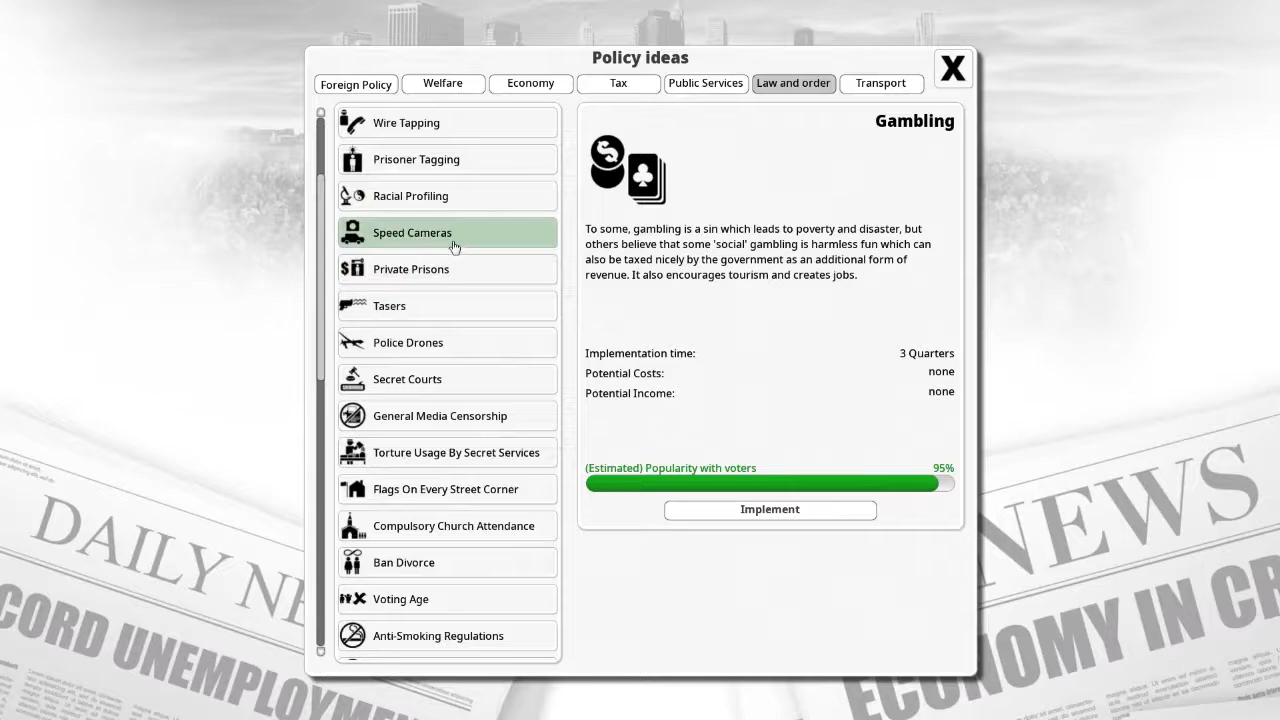 Policy ideas
X
Foreign Policy
Welfare
Economy
Tax
Public Services
Law and order
Transport
Wire Tapping
Prisoner Tagging
Racial Profiling
Speed Cameras
Private Prisons
Tasers
Police Drones
Secret Courts
General Media Censorship
Torture Usage By Secret Services
Flags On Every Street Corner
Compulsory Church Attendance
Ban Divorce
Voting Age
Anti-Smoking Regulations
Gambling
To some, gambling is a sin which leads to poverty and disaster, but
others believe that some 'social' gambling is harmless fun which can
also be taxed nicely by the government as an additional form of
revenue. It also encourages tourism and creates jobs.
Implementation time: 3 Quarters
Potential Costs: none
Potential Income: none
(Estimated) Popularity with voters 95%
Implement
DAILY NE
CORD UNEMPLOYM
NEWS
ECONOMY IN CR